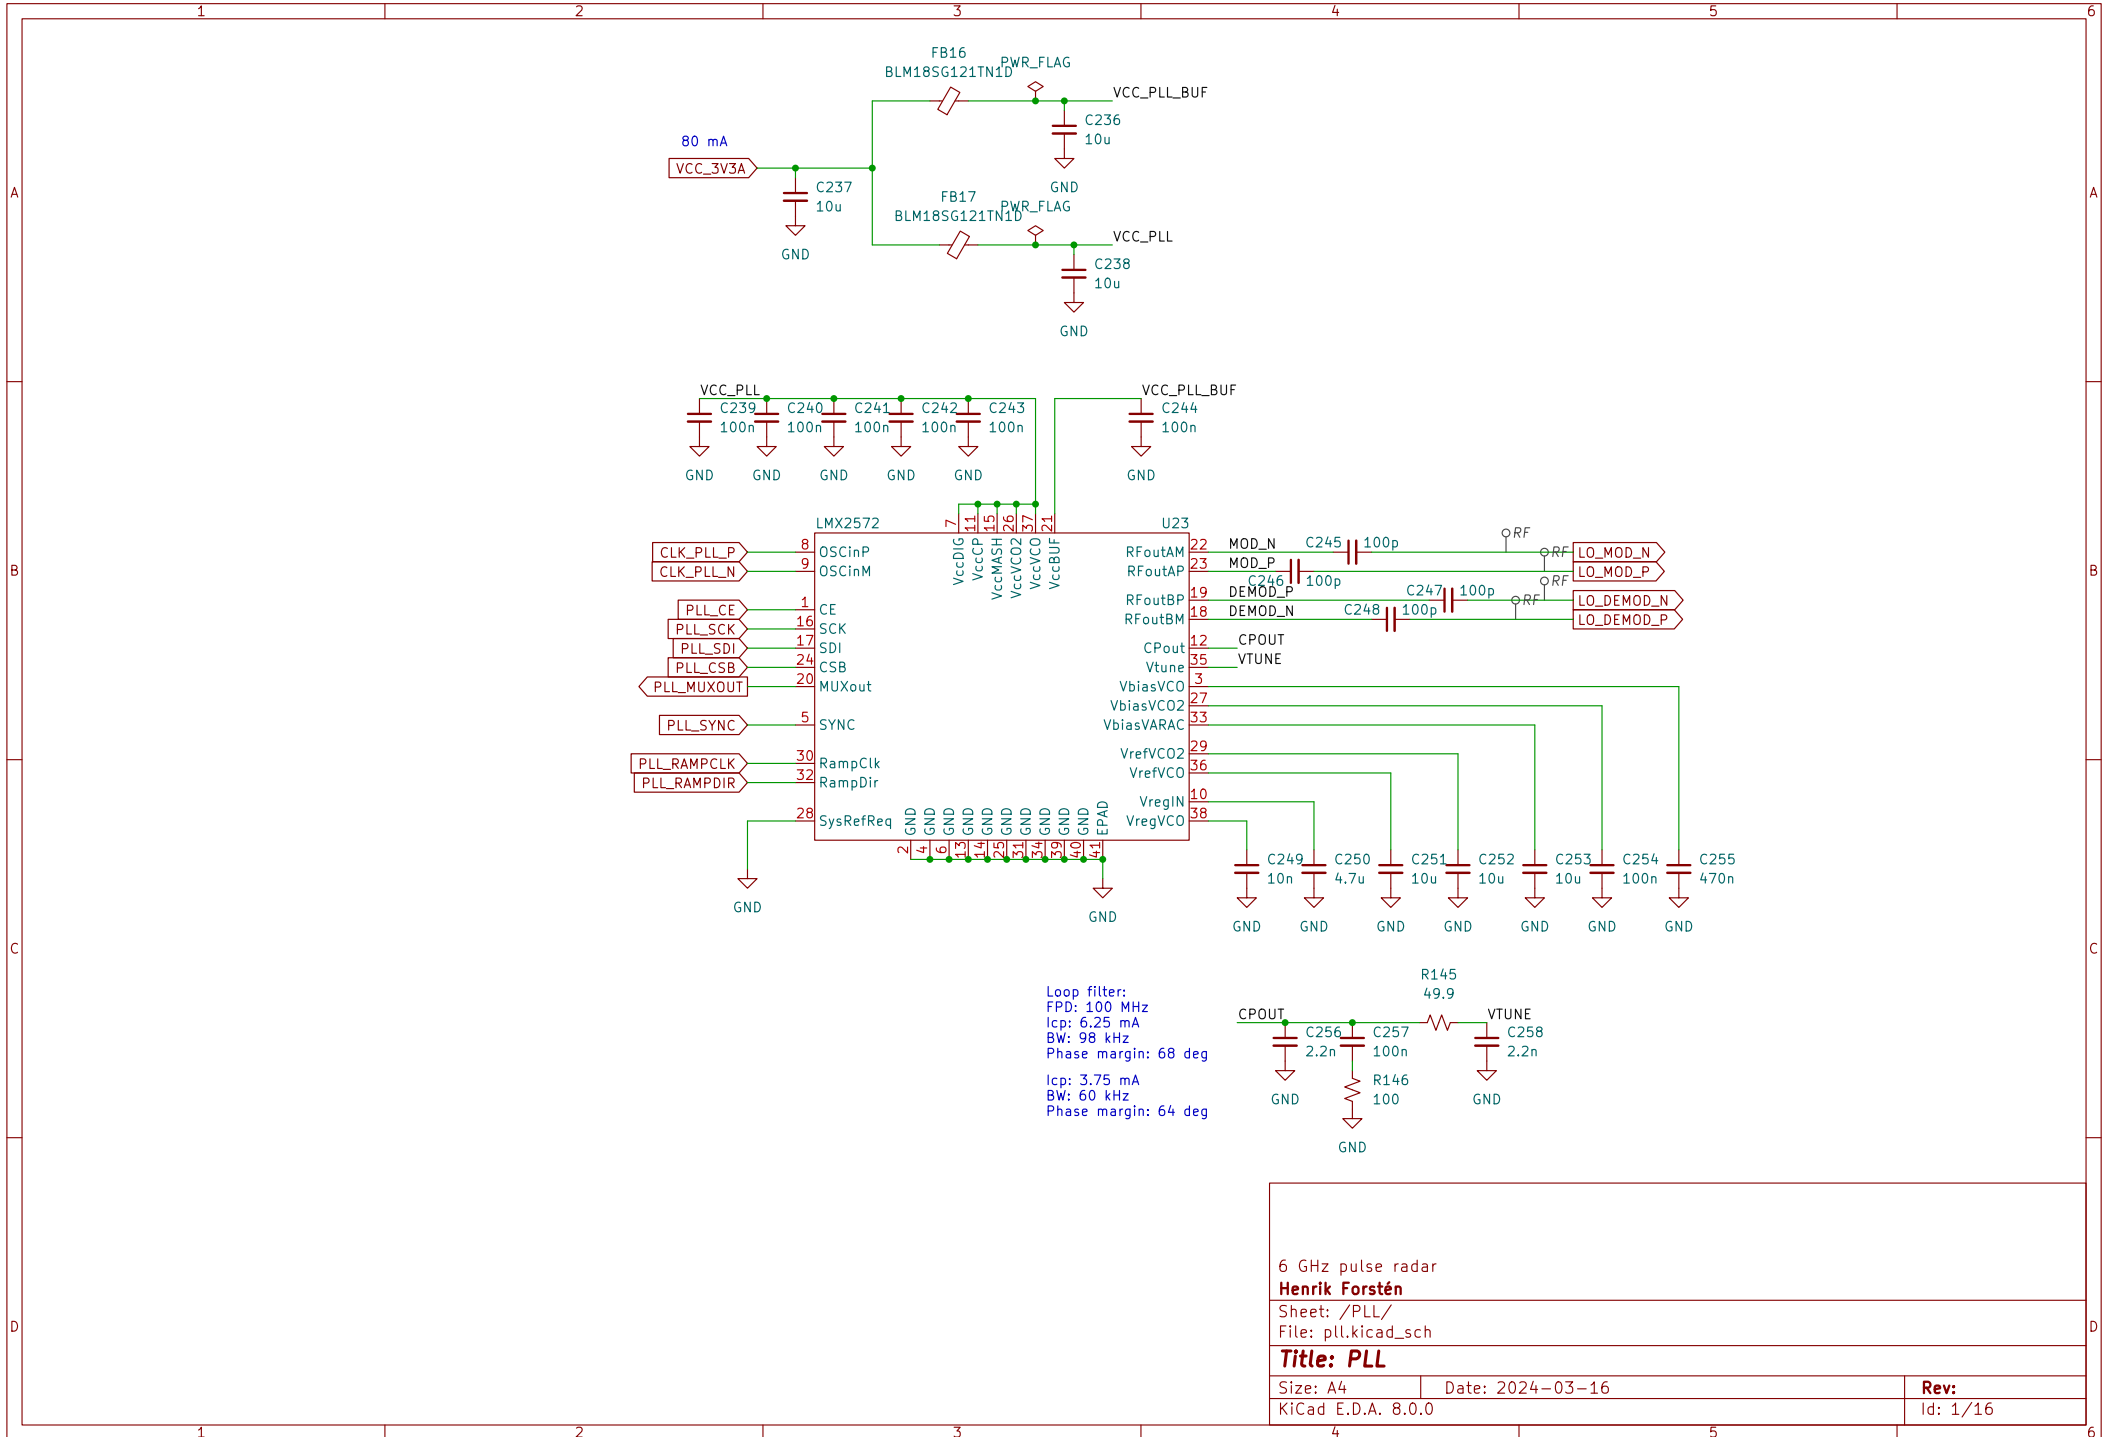 1 2 3 4 5 6
FB16
BLM18SG121TN1D
PWR_FLAG
VCC_PLL_BUF
C236
10u
GND
80 mA
VCC_3V3A
C237
10u
GND
FB17
BLM18SG121TN1D
PWR_FLAG
VCC_PLL
C238
10u
GND
A A
VCC_PLL
C239
100n
GND
C240
100n
GND
C241
100n
GND
C242
100n
GND
C243
100n
GND
VCC_PLL_BUF
C244
100n
GND
LMX2572
U23
7 11 15 26 37 21
VccDIG
VccCP
VccMASH
VccVCO2
VccVCO
VccBUF
B B
CLK_PLL_P 8 OSCinP
CLK_PLL_N 9 OSCinM
PLL_CE 1 CE
PLL_SCK 16 SCK
PLL_SDI 17 SDI
PLL_CSB 24 CSB
PLL_MUXOUT 20 MUXout
PLL_SYNC 5 SYNC
PLL_RAMPCLK 30 RampClk
PLL_RAMPDIR 32 RampDir
28 SysRefReq
GND
RFoutAM 22 MOD_N C245 100p RF LO_MOD_N
RFoutAP 23 MOD_P C246 100p RF LO_MOD_P
RFoutBP 19 DEMOD_P C247 100p RF LO_DEMOD_N
RFoutBM 18 DEMOD_N C248 100p RF LO_DEMOD_P
CPout 12 CPOUT
Vtune 35 VTUNE
VbiasVCO 3
VbiasVCO2 27
VbiasVARAC 33
VrefVCO2 29
VrefVCO 36
VregIN 10
VregVCO 38
GND GND GND GND GND GND GND GND GND GND EPAD
2 4 6 13 14 25 31 34 39 40 41
GND
C249
10n
GND
C250
4.7u
GND
C251
10u
GND
C252
10u
GND
C253
10u
GND
C254
100n
GND
C255
470n
GND
C C
Loop filter:
FPD: 100 MHz
Icp: 6.25 mA
BW: 98 kHz
Phase margin: 68 deg
Icp: 3.75 mA
BW: 60 kHz
Phase margin: 64 deg
R145
49.9
CPOUT
VTUNE
C256
2.2n
GND
C257
100n
R146
100
GND
C258
2.2n
GND
D D
6 GHz pulse radar
Henrik Forstén
Sheet: /PLL/
File: pll.kicad_sch
Title: PLL
Size: A4
Date: 2024-03-16
Rev:
KiCad E.D.A. 8.0.0
Id: 1/16
1 2 3 4 5 6